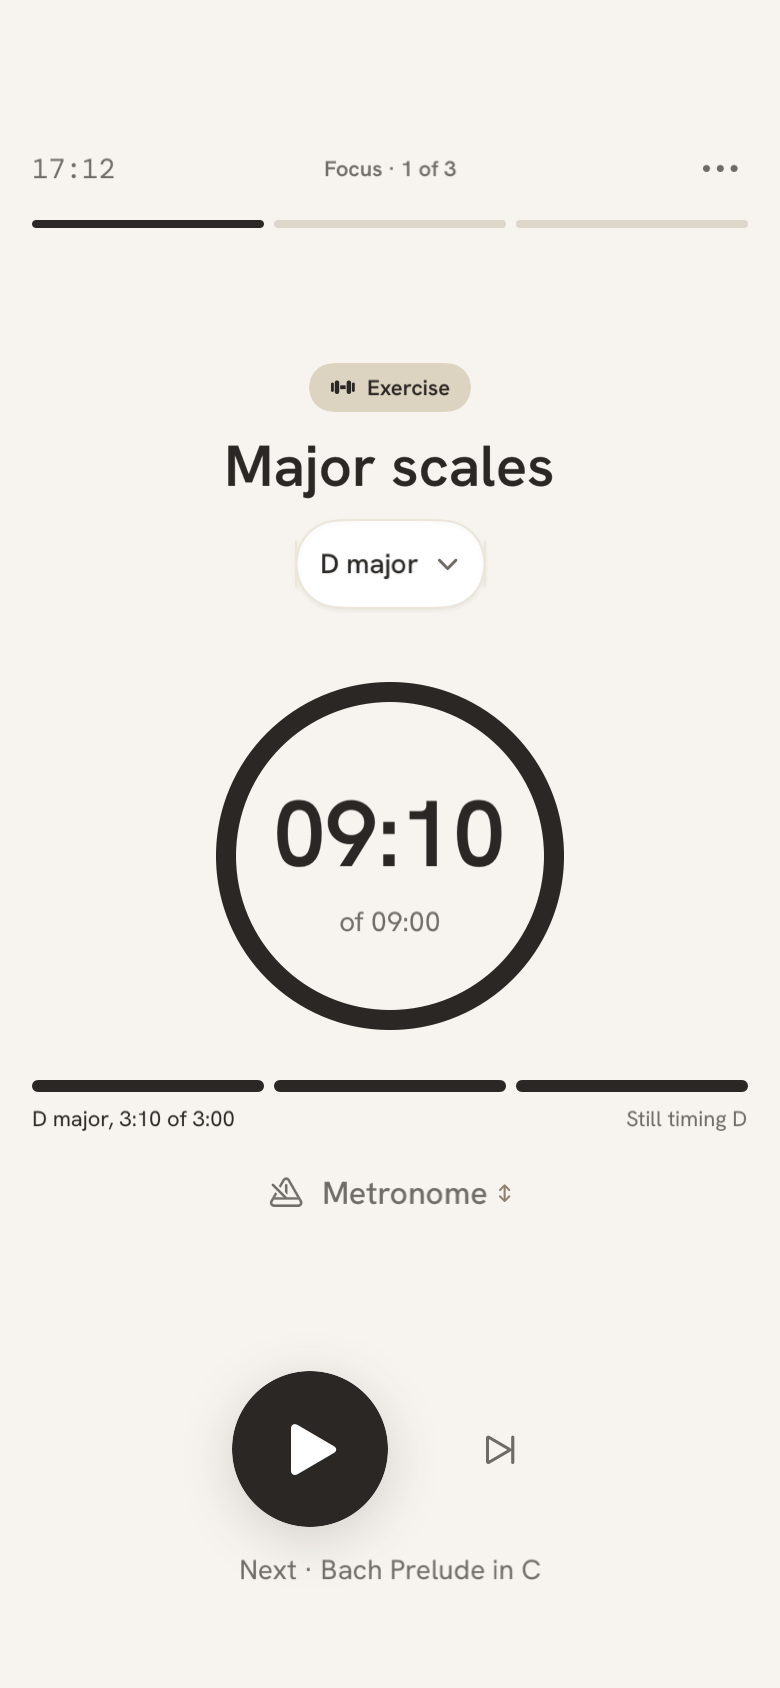 17:12
Focus · 1 of 3
Exercise
Major scales
D major
09:10
of 09:00
D major, 3:10 of 3:00
Still timing D
Metronome
Next · Bach Prelude in C